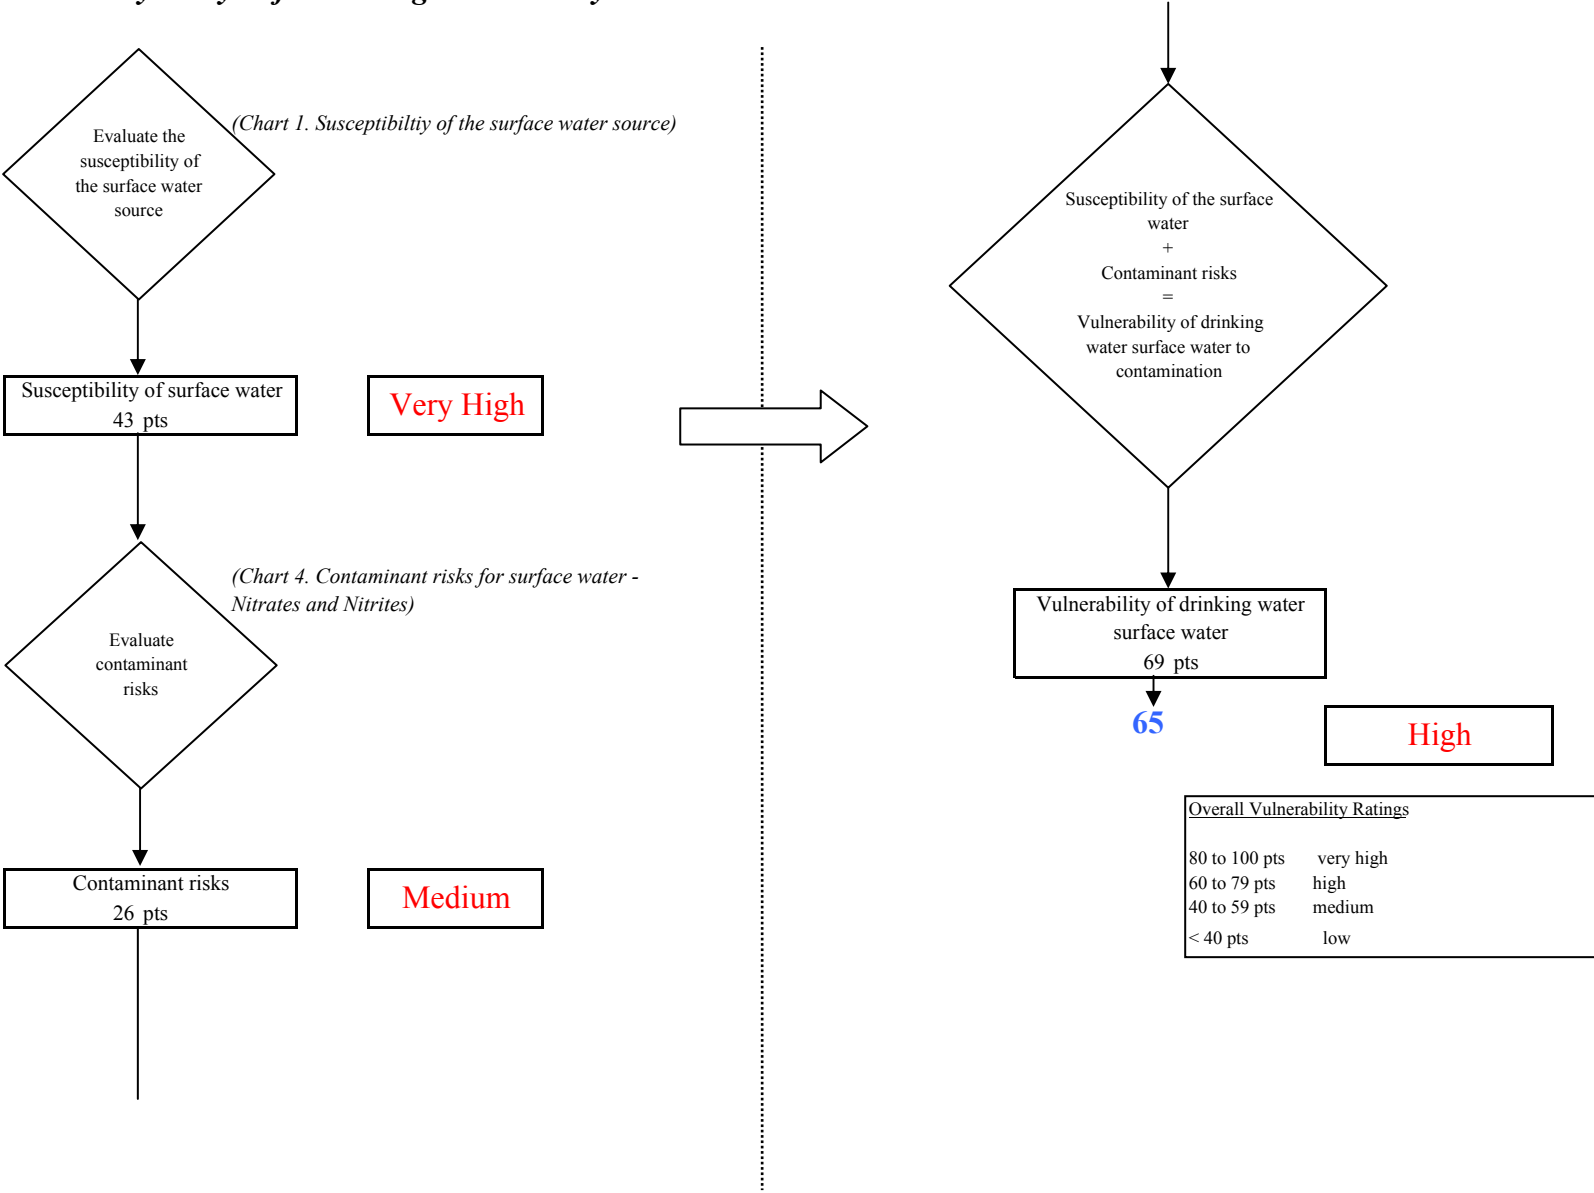 (Chart 1. Susceptibiltiy of the surface water source)
Evaluate the
susceptibility of
the surface water
source
Susceptibility of surface water
43 pts
Very High
(Chart 4. Contaminant risks for surface water -
Nitrates and Nitrites)
Evaluate
contaminant
risks
Contaminant risks
26 pts
Medium
Susceptibility of the surface
water
+
Contaminant risks
=
Vulnerability of drinking
water surface water to
contamination
Vulnerability of drinking water
surface water
69 pts
65
High
Overall Vulnerability Ratings
80 to 100 pts very high
60 to 79 pts high
40 to 59 pts medium
< 40 pts low